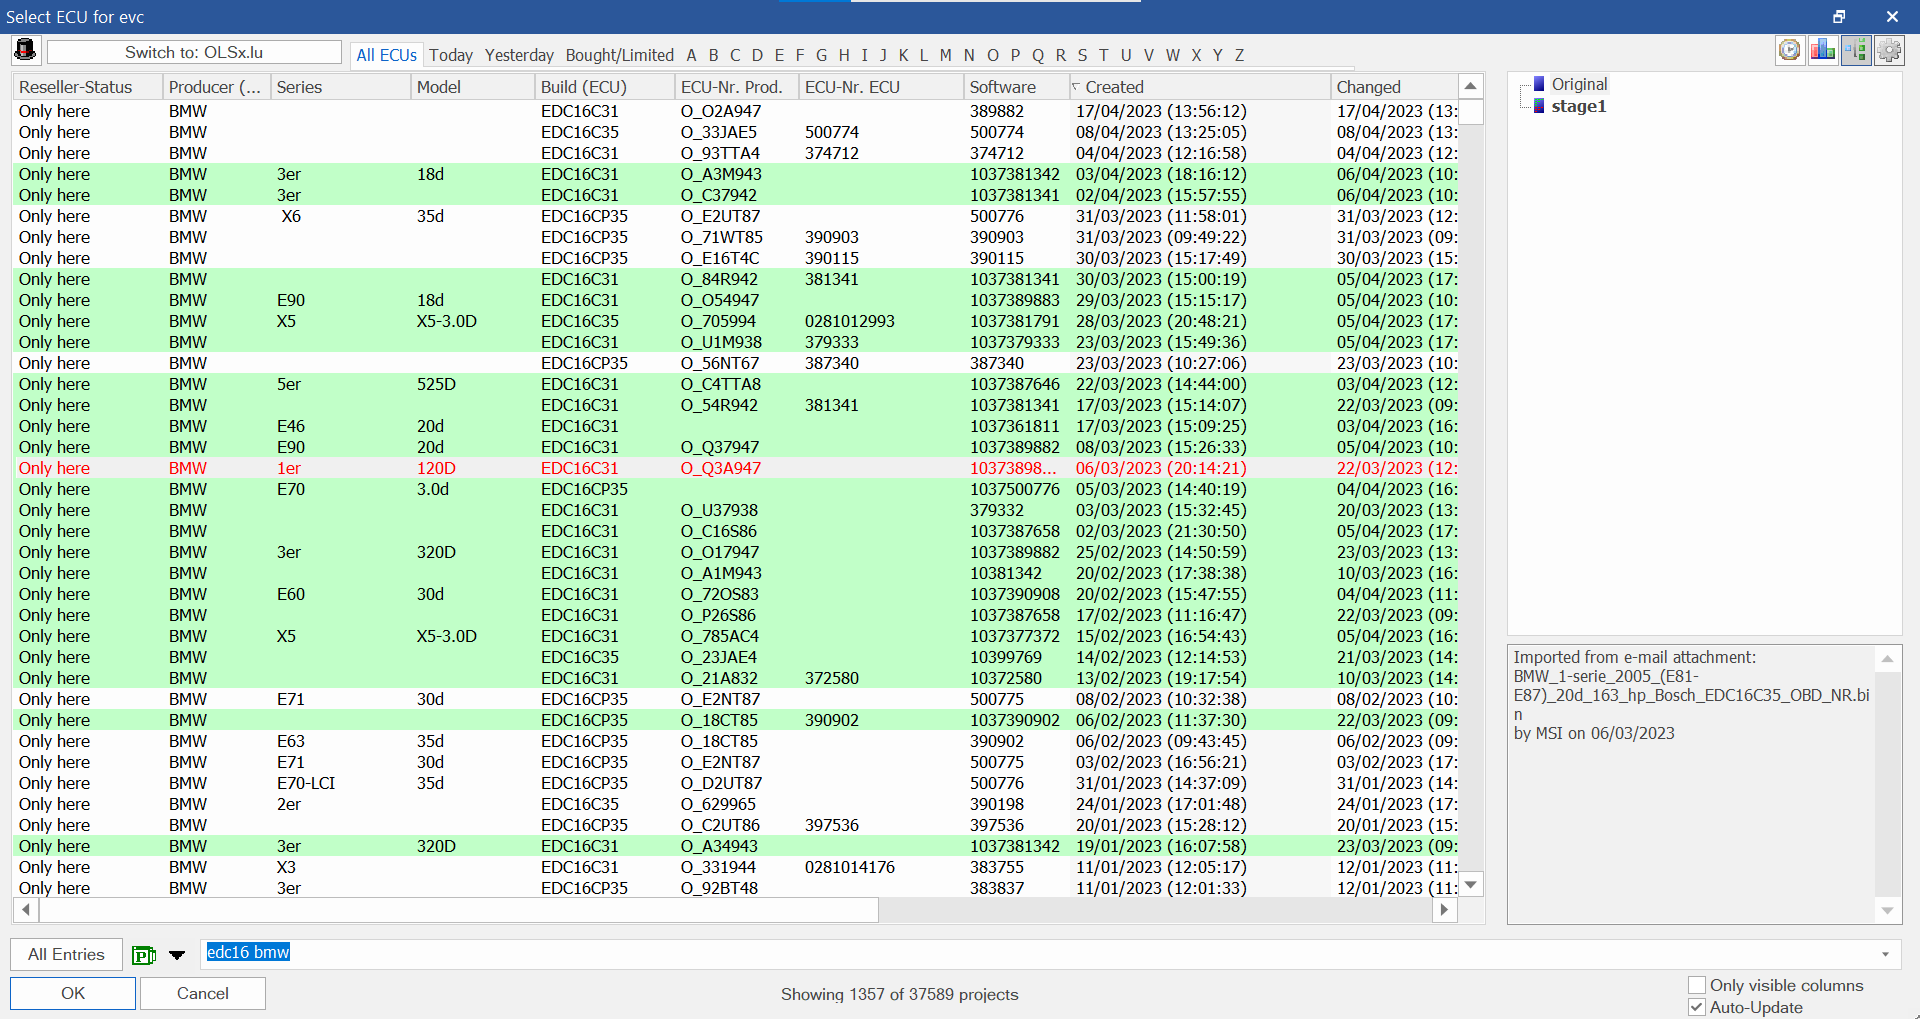 Select ECU for evc
Switch to: OLSx.lu
All ECUs Today Yesterday Bought/Limited A B C D E F G H I J K L M N O P Q R S T U V W X Y Z
Reseller-Status Producer (... Series Model Build (ECU) ECU-Nr. Prod. ECU-Nr. ECU Software Created Changed
Only here BMW EDC16C31 O_O2A947 389882 17/04/2023 (13:56:12) 17/04/2023 (13:
Only here BMW EDC16C35 O_33JAE5 500774 500774 08/04/2023 (13:25:05) 08/04/2023 (13:
Only here BMW EDC16C31 O_93TTA4 374712 374712 04/04/2023 (12:16:58) 04/04/2023 (12:
Only here BMW 3er 18d EDC16C31 O_A3M943 1037381342 03/04/2023 (18:16:12) 06/04/2023 (10:
Only here BMW 3er EDC16C31 O_C37942 1037381341 02/04/2023 (15:57:55) 06/04/2023 (10:
Only here BMW X6 35d EDC16CP35 O_E2UT87 500776 31/03/2023 (11:58:01) 31/03/2023 (12:
Only here BMW EDC16CP35 O_71WT85 390903 390903 31/03/2023 (09:49:22) 31/03/2023 (09:
Only here BMW EDC16CP35 O_E16T4C 390115 390115 30/03/2023 (15:17:49) 30/03/2023 (15:
Only here BMW EDC16C31 O_84R942 381341 1037381341 30/03/2023 (15:00:19) 05/04/2023 (17:
Only here BMW E90 18d EDC16C31 O_O54947 1037389883 29/03/2023 (15:15:17) 05/04/2023 (10:
Only here BMW X5 X5-3.0D EDC16C35 O_705994 0281012993 1037381791 28/03/2023 (20:48:21) 05/04/2023 (17:
Only here BMW EDC16C31 O_U1M938 379333 1037379333 23/03/2023 (15:49:36) 05/04/2023 (17:
Only here BMW EDC16CP35 O_56NT67 387340 387340 23/03/2023 (10:27:06) 23/03/2023 (10:
Only here BMW 5er 525D EDC16C31 O_C4TTA8 1037387646 22/03/2023 (14:44:00) 03/04/2023 (12:
Only here BMW EDC16C31 O_54R942 381341 1037381341 17/03/2023 (15:14:07) 22/03/2023 (09:
Only here BMW E46 20d EDC16C31 1037361811 17/03/2023 (15:09:25) 03/04/2023 (16:
Only here BMW E90 20d EDC16C31 O_Q37947 1037389882 08/03/2023 (15:26:33) 05/04/2023 (10:
Only here BMW 1er 120D EDC16C31 O_Q3A947 10373898... 06/03/2023 (20:14:21) 22/03/2023 (12:
Only here BMW E70 3.0d EDC16CP35 1037500776 05/03/2023 (14:40:19) 04/04/2023 (16:
Only here BMW EDC16C31 O_U37938 379332 03/03/2023 (15:32:45) 20/03/2023 (13:
Only here BMW EDC16C31 O_C16S86 1037387658 02/03/2023 (21:30:50) 05/04/2023 (17:
Only here BMW 3er 320D EDC16C31 O_O17947 1037389882 25/02/2023 (14:50:59) 23/03/2023 (13:
Only here BMW EDC16C31 O_A1M943 10381342 20/02/2023 (17:38:38) 10/03/2023 (16:
Only here BMW E60 30d EDC16C31 O_72OS83 1037390908 20/02/2023 (15:47:55) 04/04/2023 (11:
Only here BMW EDC16C31 O_P26S86 1037387658 17/02/2023 (11:16:47) 22/03/2023 (09:
Only here BMW X5 X5-3.0D EDC16C31 O_785AC4 1037377372 15/02/2023 (16:54:43) 05/04/2023 (16:
Only here BMW EDC16C35 O_23JAE4 10399769 14/02/2023 (12:14:53) 21/03/2023 (14:
Only here BMW EDC16C31 O_21A832 372580 10372580 13/02/2023 (19:17:54) 10/03/2023 (14:
Only here BMW E71 30d EDC16CP35 O_E2NT87 500775 08/02/2023 (10:32:38) 08/02/2023 (10:
Only here BMW EDC16CP35 O_18CT85 390902 1037390902 06/02/2023 (11:37:30) 22/03/2023 (09:
Only here BMW E63 35d EDC16CP35 O_18CT85 390902 06/02/2023 (09:43:45) 06/02/2023 (09:
Only here BMW E71 30d EDC16CP35 O_E2NT87 500775 03/02/2023 (16:56:21) 03/02/2023 (17:
Only here BMW E70-LCI 35d EDC16CP35 O_D2UT87 500776 31/01/2023 (14:37:09) 31/01/2023 (14:
Only here BMW 2er EDC16C35 O_629965 390198 24/01/2023 (17:01:48) 24/01/2023 (17:
Only here BMW EDC16CP35 O_C2UT86 397536 397536 20/01/2023 (15:28:12) 20/01/2023 (15:
Only here BMW 3er 320D EDC16C31 O_A34943 1037381342 19/01/2023 (16:07:58) 23/03/2023 (09:
Only here BMW X3 EDC16C31 O_331944 0281014176 383755 11/01/2023 (12:05:17) 12/01/2023 (11:
Only here BMW 3er EDC16CP35 O_92BT48 383837 11/01/2023 (12:01:33) 12/01/2023 (11:
Original
stage1
Imported from e-mail attachment:
BMW_1-serie_2005_(E81-
E87)_20d_163_hp_Bosch_EDC16C35_OBD_NR.bi
n
by MSI on 06/03/2023
All Entries P edc16 bmw
OK Cancel Showing 1357 of 37589 projects
Only visible columns
Auto-Update